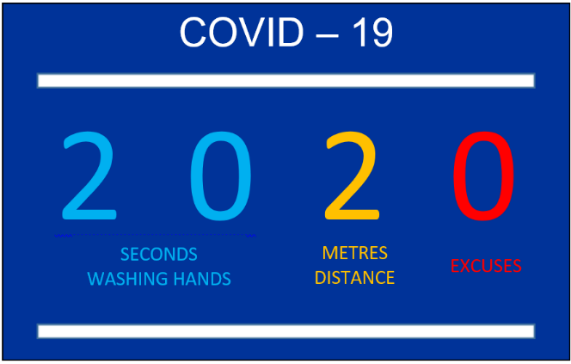 COVID – 19
2 0 2 0
SECONDS
WASHING HANDS
METRES
DISTANCE
EXCUSES